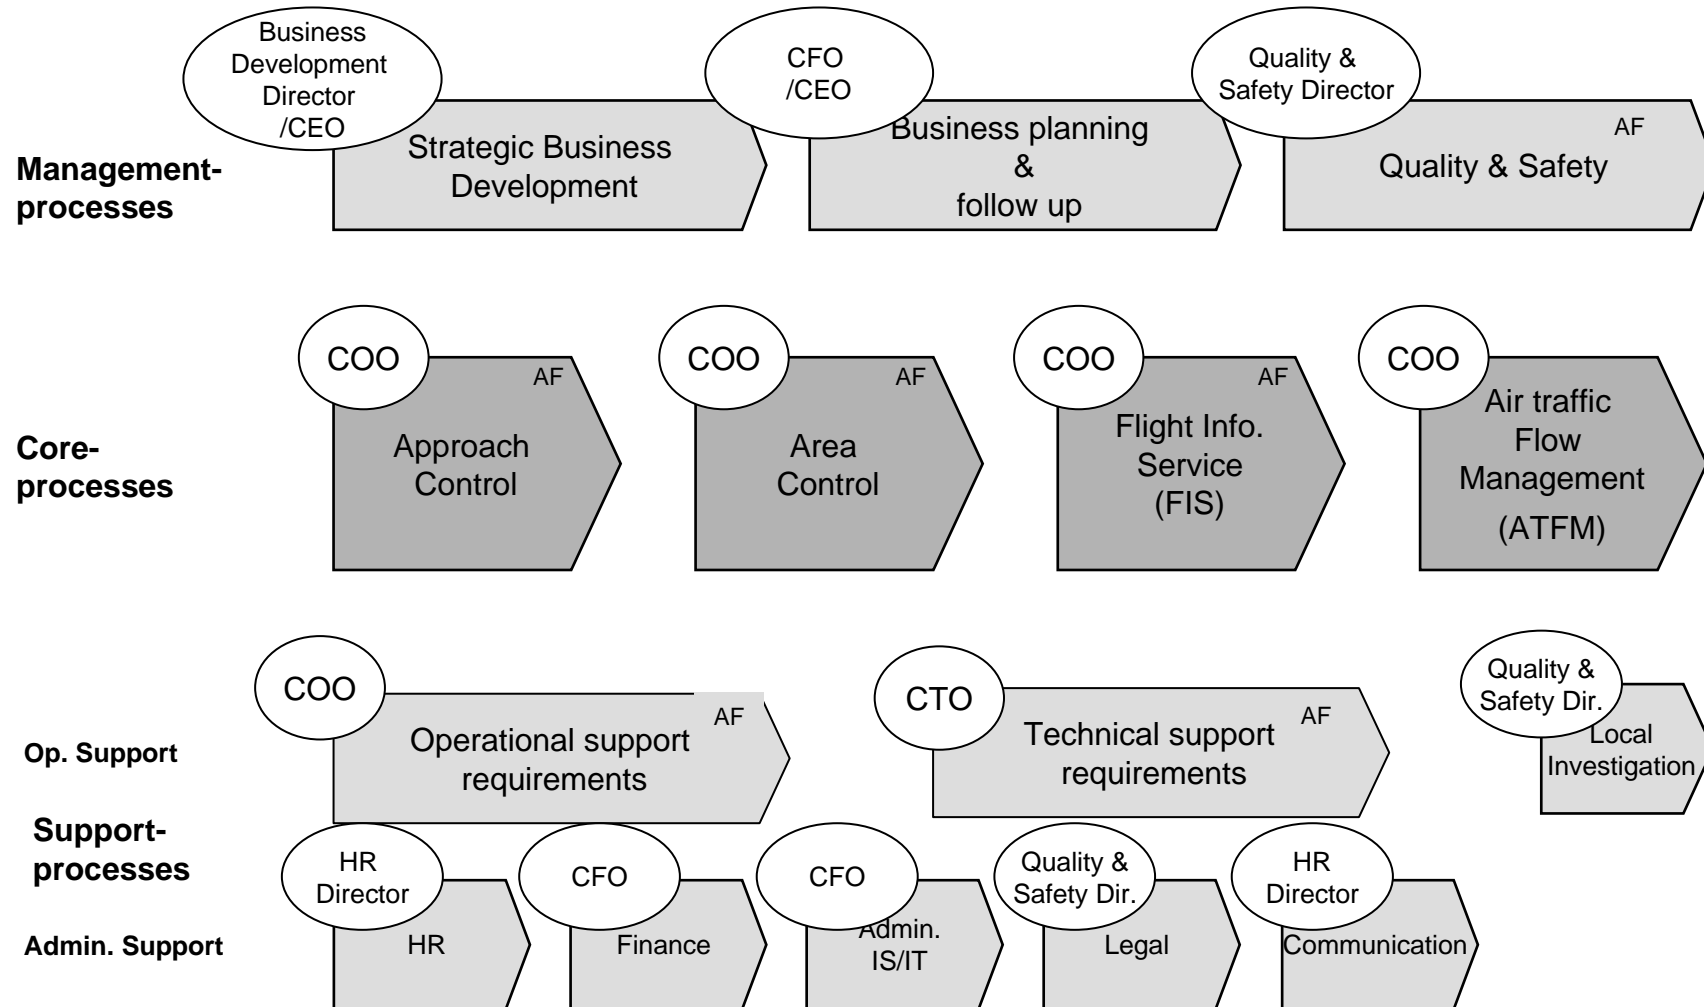 Business
Development
Director
/CEO
CFO
/CEO
Quality &
Safety Director
Management-
processes
Strategic Business
Development
Business planning
&
follow up
AF
Quality & Safety
COO
COO
COO
COO
Core-
processes
AF
Approach
Control
AF
Area
Control
AF
Flight Info.
Service
(FIS)
Air traffic
Flow
Management
(ATFM)
COO
CTO
Quality &
Safety Dir.
Op. Support
AF
Operational support
requirements
AF
Technical support
requirements
Local
Investigation
Support-
processes
HR
Director
CFO
CFO
Quality &
Safety Dir.
HR
Director
Admin. Support
HR
Finance
Admin.
IS/IT
Legal
Communication